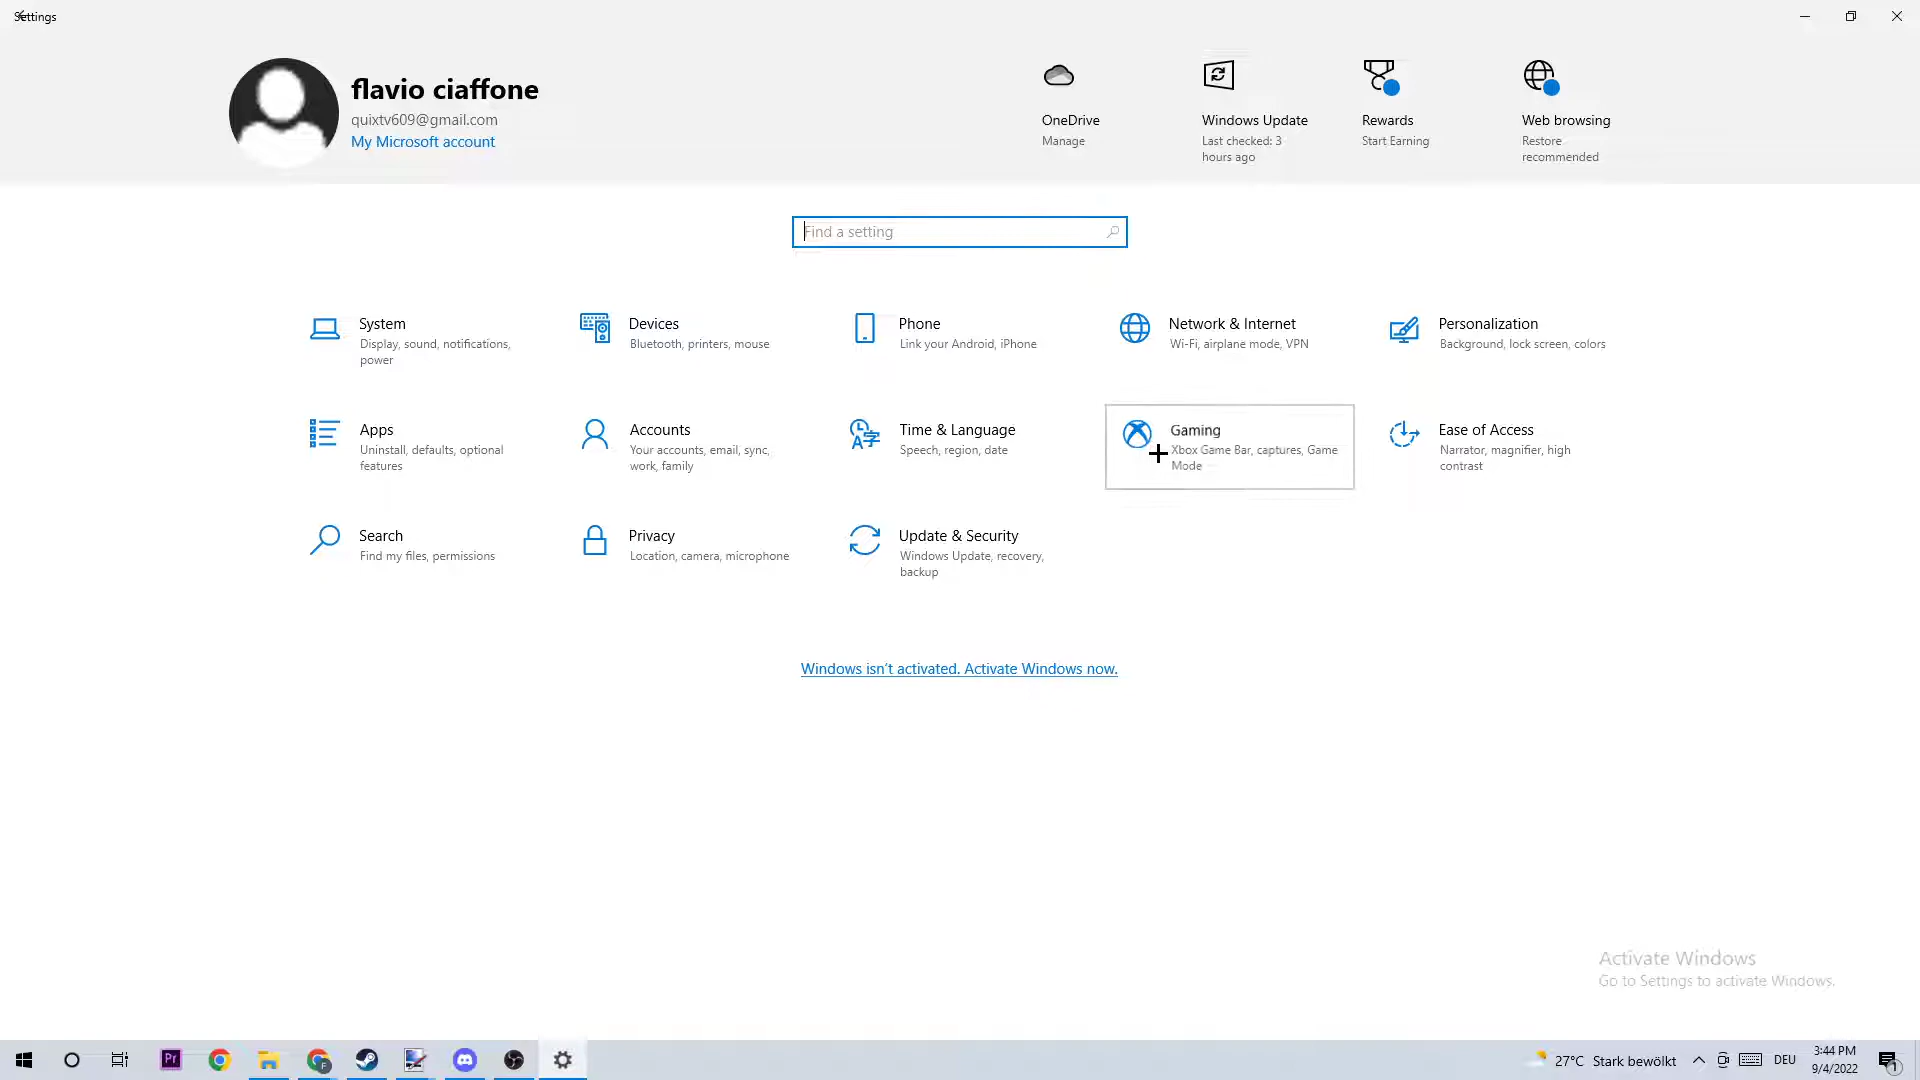 Settings
flavio ciaffone
quixtv609@gmail.com
My Microsoft account
OneDrive
Manage
Windows Update
Last checked: 3
hours ago
Rewards
Start Earning
Web browsing
Restore
recommended
Find a setting
System
Display, sound, notifications,
power
Devices
Bluetooth, printers, mouse
Phone
Link your Android, iPhone
Network & Internet
Wi-Fi, airplane mode, VPN
Personalization
Background, lock screen, colors
Apps
Uninstall, defaults, optional
features
Accounts
Your accounts, email, sync,
work, family
Time & Language
Speech, region, date
Gaming
Xbox Game Bar, captures, Game
Mode
Ease of Access
Narrator, magnifier, high
contrast
Search
Find my files, permissions
Privacy
Location, camera, microphone
Update & Security
Windows Update, recovery,
backup
Windows isn't activated. Activate Windows now.
Activate Windows
Go to Settings to activate Windows.
Pr
F
27°C Stark bewölkt
DEU
3:44 PM
9/4/2022
1